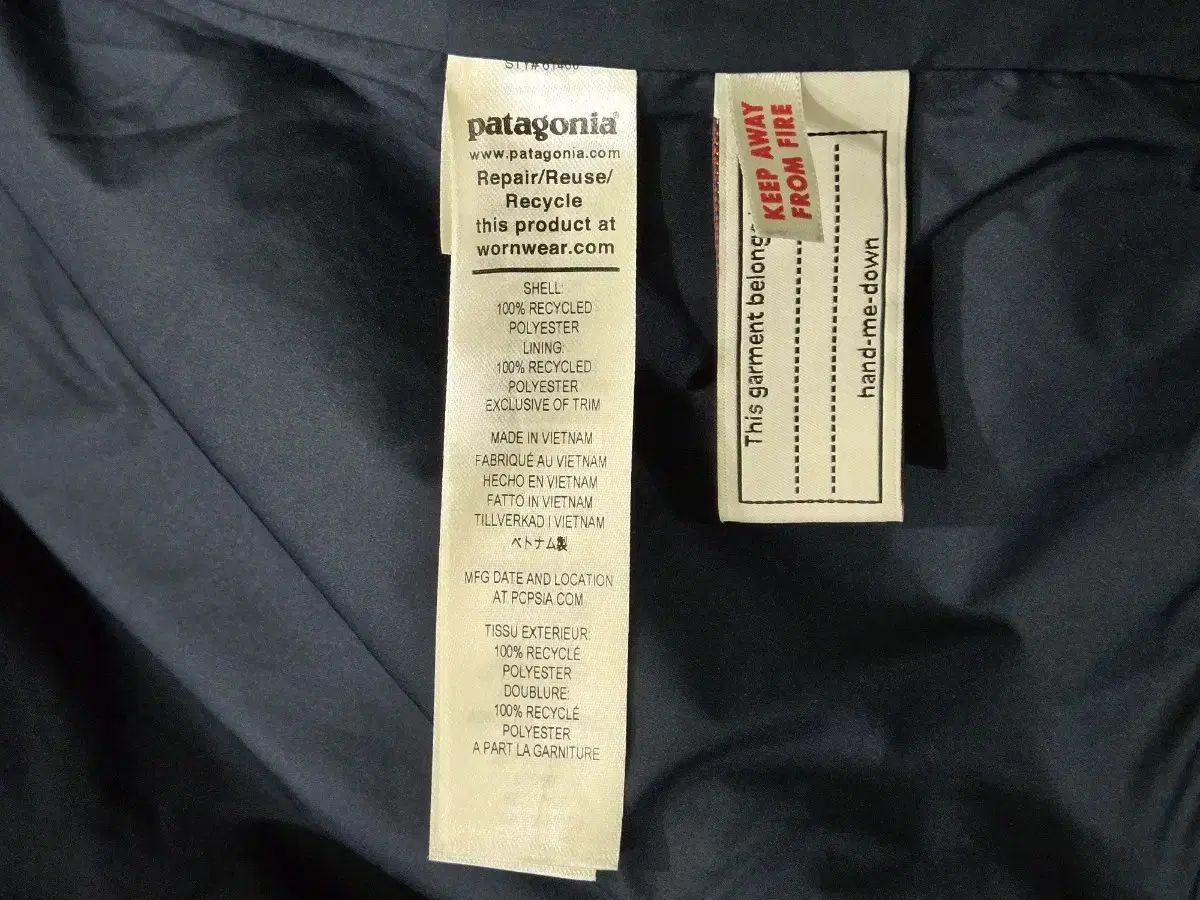 patagonia®
www.patagonia.com
Repair/Reuse/
Recycle
this product at
wornwear.com
SHELL:
100% RECYCLED
POLYESTER
LINING:
100% RECYCLED
POLYESTER
EXCLUSIVE OF TRIM
MADE IN VIETNAM
FABRIQUÉ AU VIETNAM
HECHO EN VIETNAM
FATTO IN VIETNAM
TILLVERKAD I VIETNAM
ベトナム製
MFG DATE AND LOCATION
AT PCPSIA.COM
TISSU EXTERIEUR:
100% RECYCLÉ
POLYESTER
DOUBLURE:
100% RECYCLÉ
POLYESTER
A PART LA GARNITURE
KEEP AWAY
FROM FIRE
This garment belong
hand-me-down